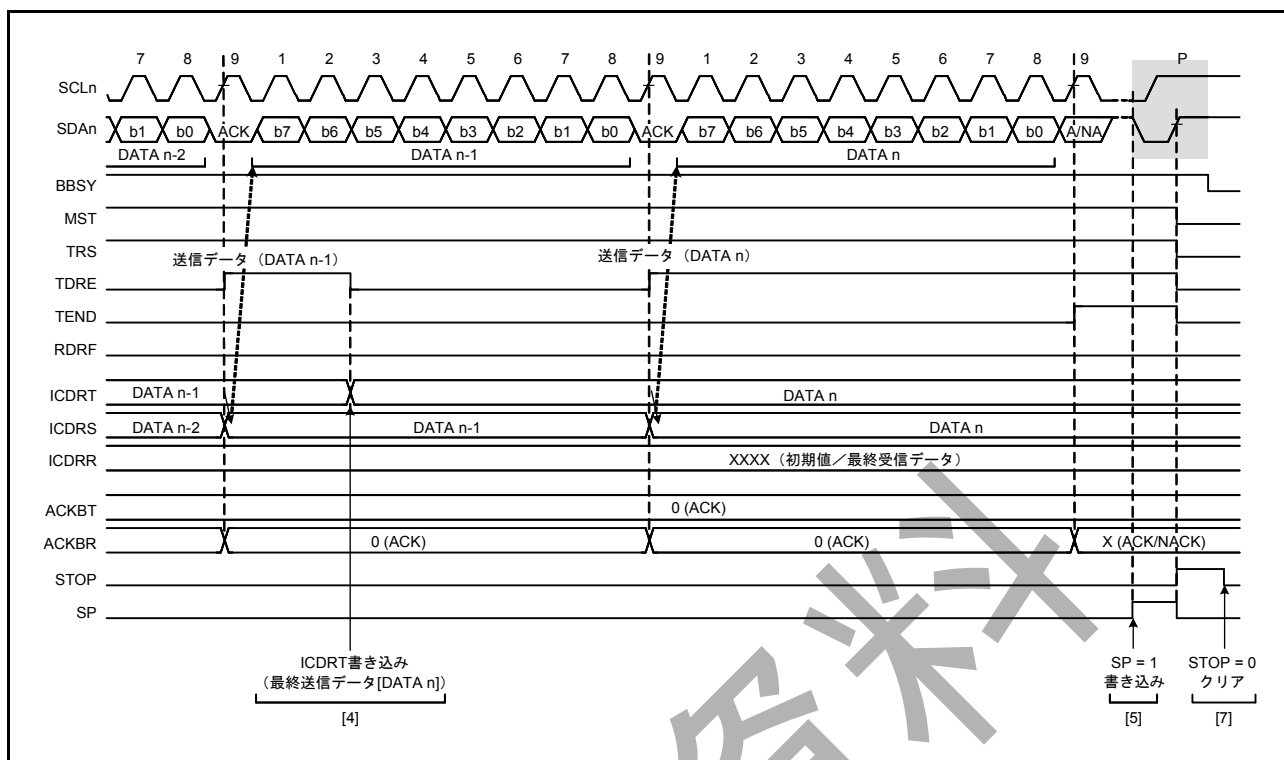 7 8 9 1 2 3 4 5 6 7 8 9 1 2 3 4 5 6 7 8 9 P
SCLn
SDAn b1 b0 ACK b7 b6 b5 b4 b3 b2 b1 b0 ACK b7 b6 b5 b4 b3 b2 b1 b0 A/NA
DATA n-2 DATA n-1 DATA n
BBSY
MST
TRS
送信データ（DATA n-1） 送信データ（DATA n）
TDRE
TEND
RDRF
ICDRT DATA n-1 DATA n
ICDRS DATA n-2 DATA n-1 DATA n
ICDRR XXXX（初期値／最終受信データ）
ACKBT 0 (ACK)
ACKBR 0 (ACK) 0 (ACK) X (ACK/NACK)
STOP
SP
ICDRT書き込み
（最終送信データ[DATA n]）
[4]
SP = 1
書き込み
[5]
STOP = 0
クリア
[7]